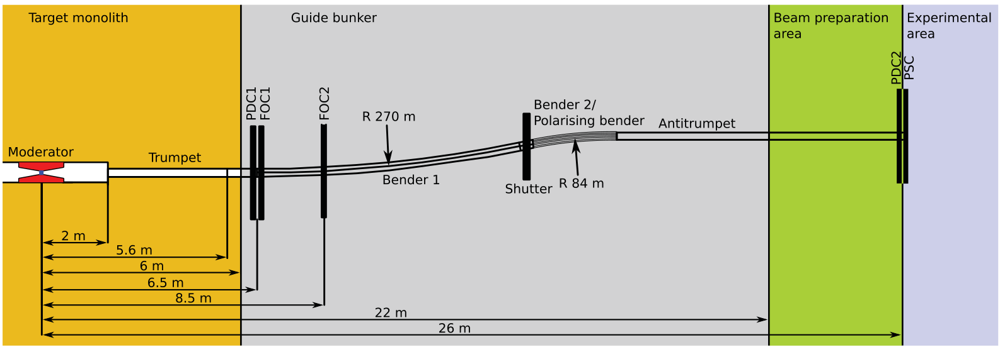 Target monolith
Guide bunker
Beam preparation
area
Experimental
area
PDC1
FOC1
FOC2
PDC2
PSC
R 270 m
Bender 2/
Polarising bender
Antitrumpet
Moderator
Trumpet
Bender 1
Shutter
R 84 m
2 m
5.6 m
6 m
6.5 m
8.5 m
22 m
26 m